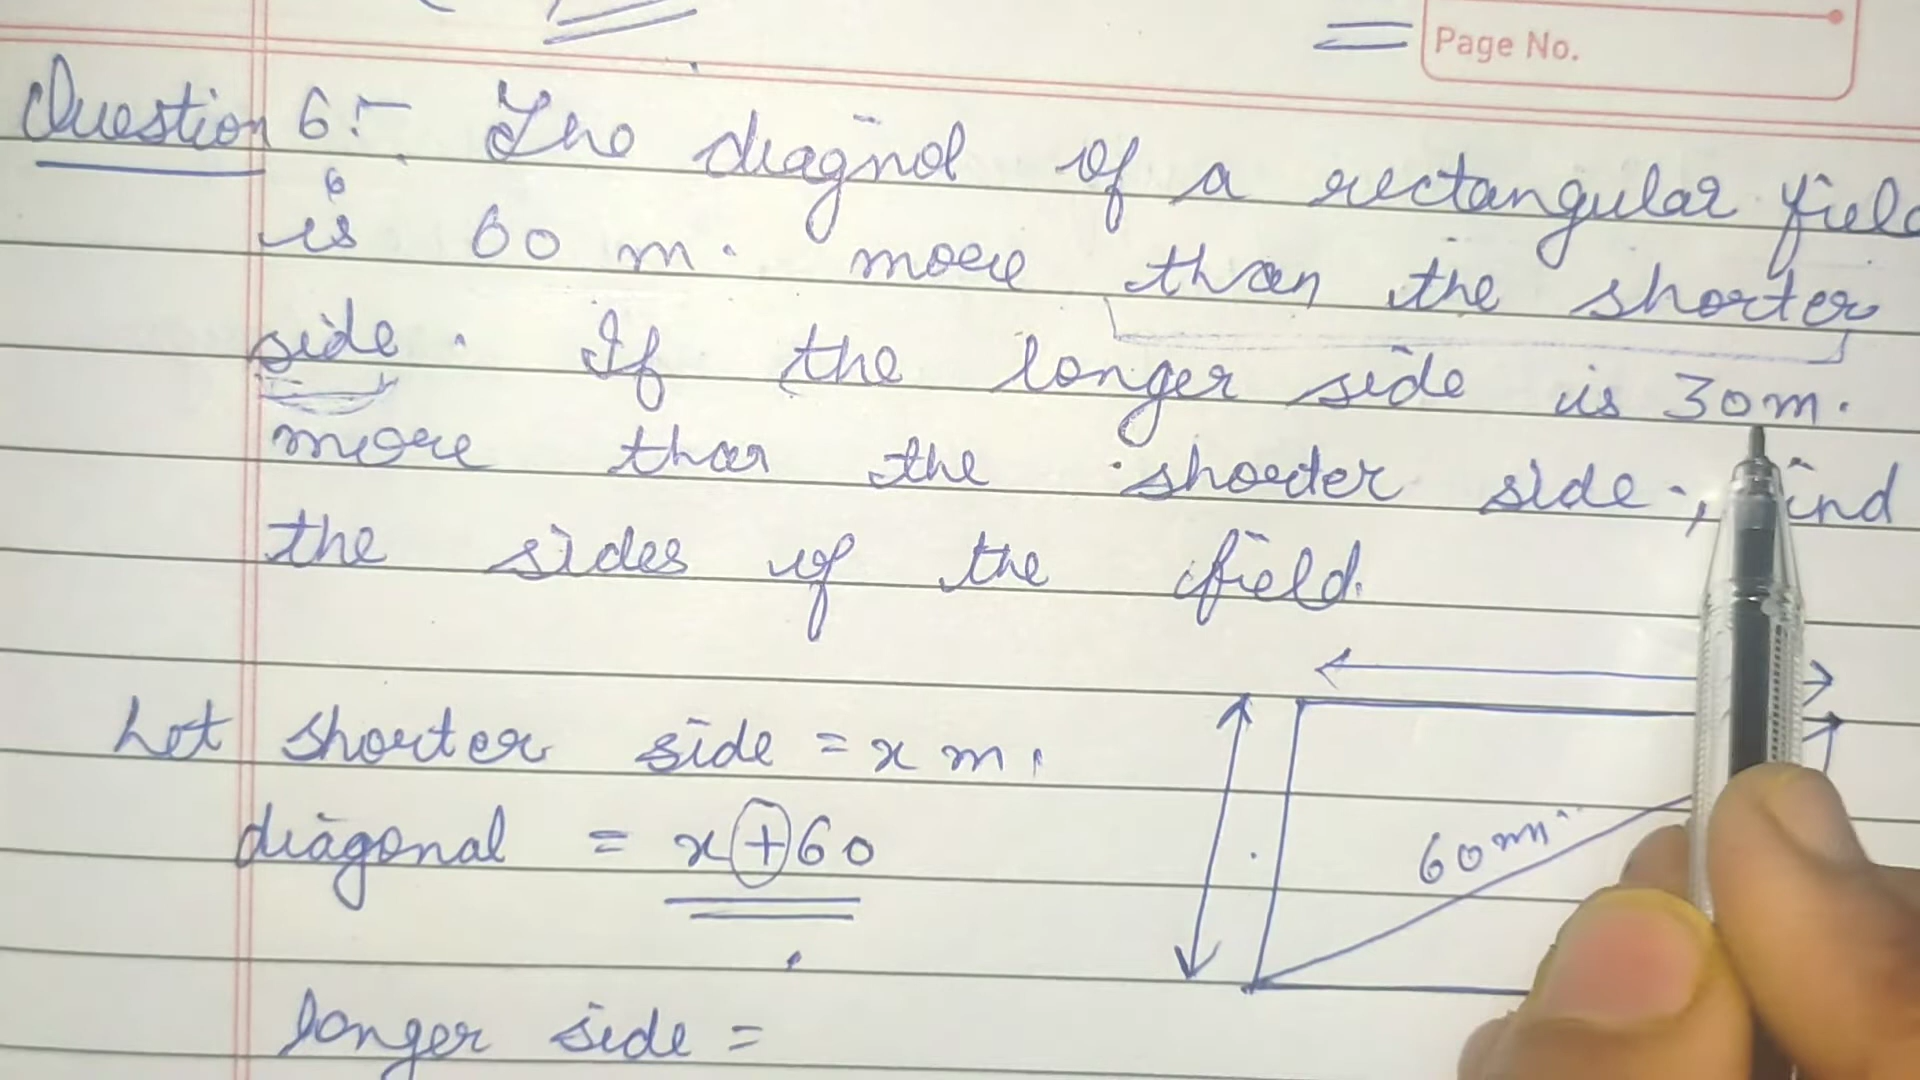 Page No.
Question 6:- The diagnol of a rectangular field
6
is 60 m. more than the shorter
side. If the longer side is 30m.
more than the shorter side, find
the sides of the field.
Let shorter side = x m.
diagonal = x+60
60m
longer side =